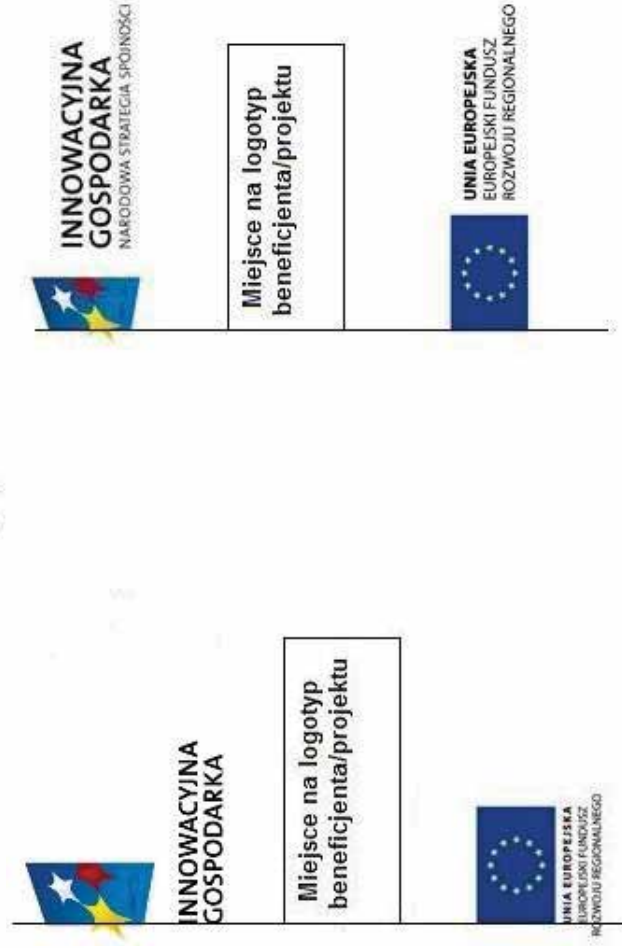 INNOWACYJNA
GOSPODARKA
Miejsce na logotyp
beneficjenta/projektu
UNIA EUROPEJSKA
EUROPEJSKI FUNDUSZ
ROZWOJU REGIONALNEGO
INNOWACYJNA
GOSPODARKA
NARODOWA STRATEGIA SPÓJNOŚCI
Miejsce na logotyp
beneficjenta/projektu
UNIA EUROPEJSKA
EUROPEJSKI FUNDUSZ
ROZWOJU REGIONALNEGO